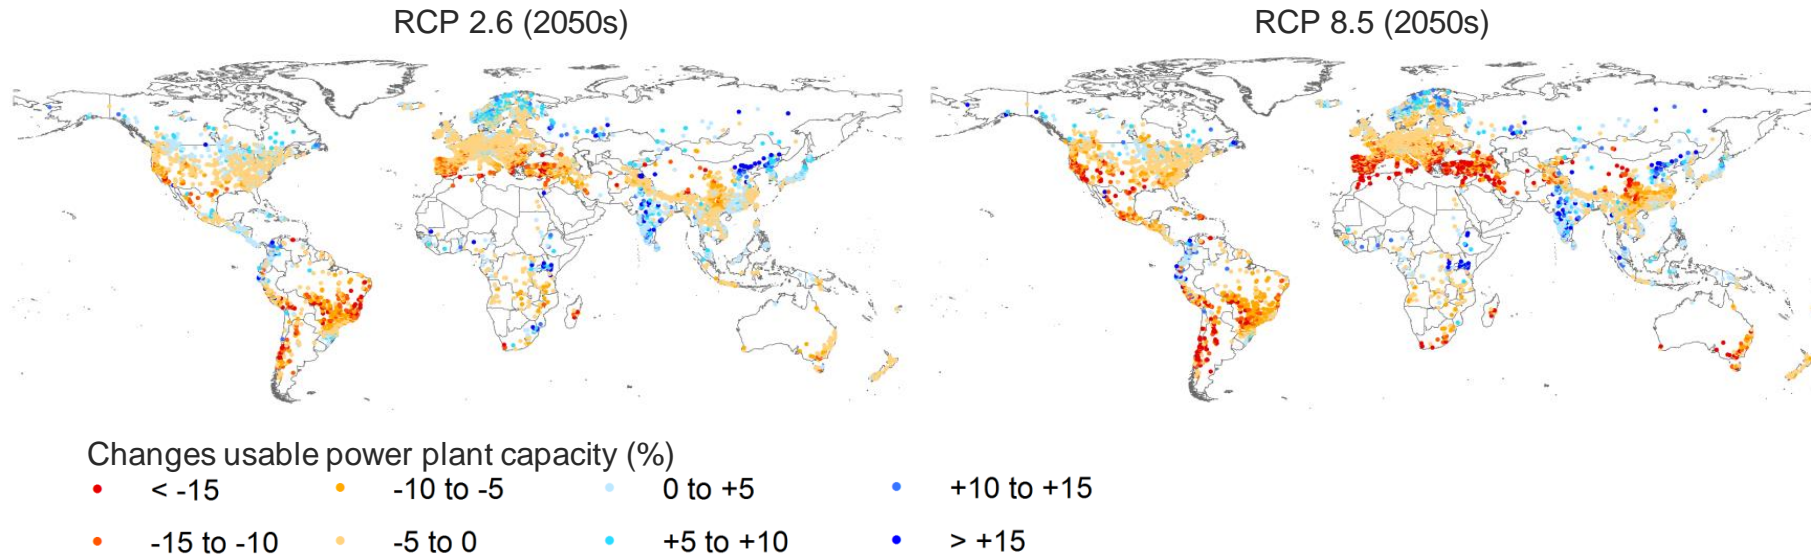 RCP 2.6 (2050s) RCP 8.5 (2050s)
Changes usable power plant capacity (%)
< -15 -10 to -5 0 to +5 +10 to +15
-15 to -10 -5 to 0 +5 to +10 > +15